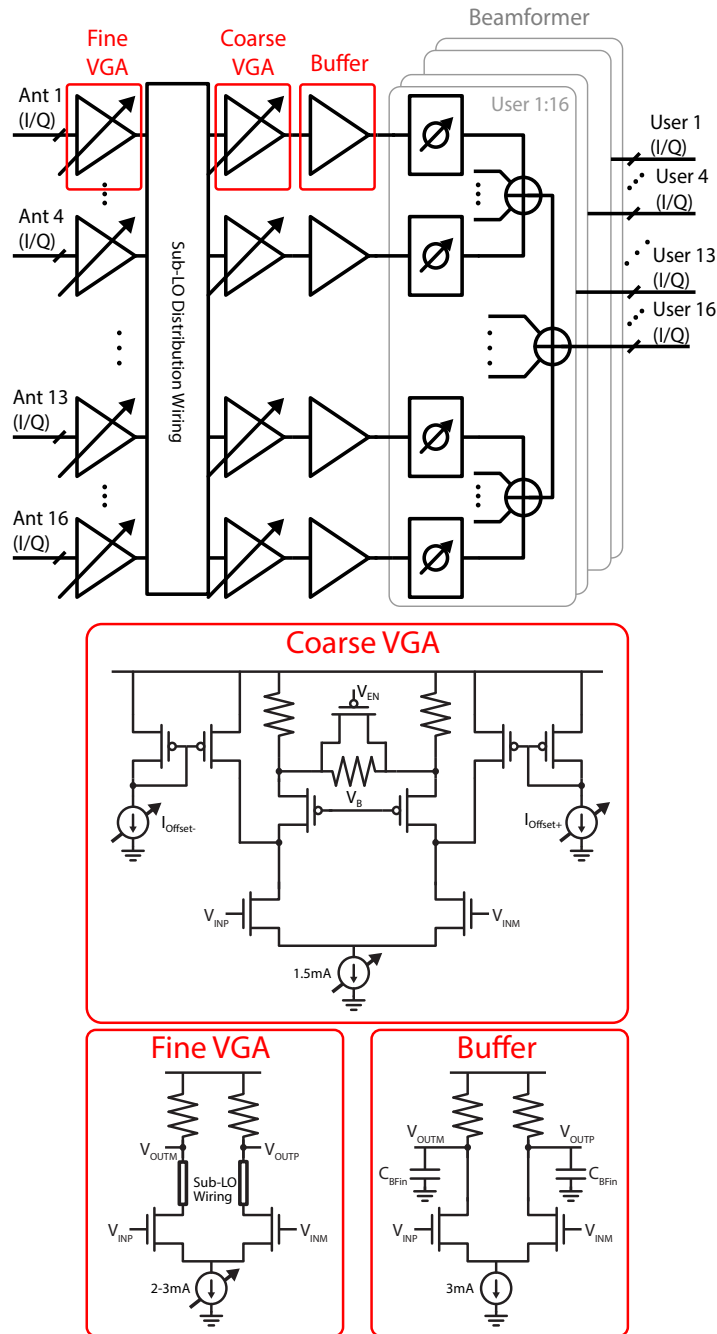 Beamformer
Fine
VGA
Coarse
VGA
Buffer
User 1:16
Ant 1
(I/Q)
User 1
(I/Q)
User 4
(I/Q)
Ant 4
(I/Q)
Sub-LO Distribution Wiring
User 13
(I/Q)
User 16
(I/Q)
Ant 13
(I/Q)
Ant 16
(I/Q)
Coarse VGA
VEN
VB
IOffset-
IOffset+
VINP
VINM
1.5mA
Fine VGA
VOUTM
VOUTP
Sub-LO
Wiring
VINP
VINM
2-3mA
Buffer
VOUTM
VOUTP
CBFin
CBFin
VINP
VINM
3mA